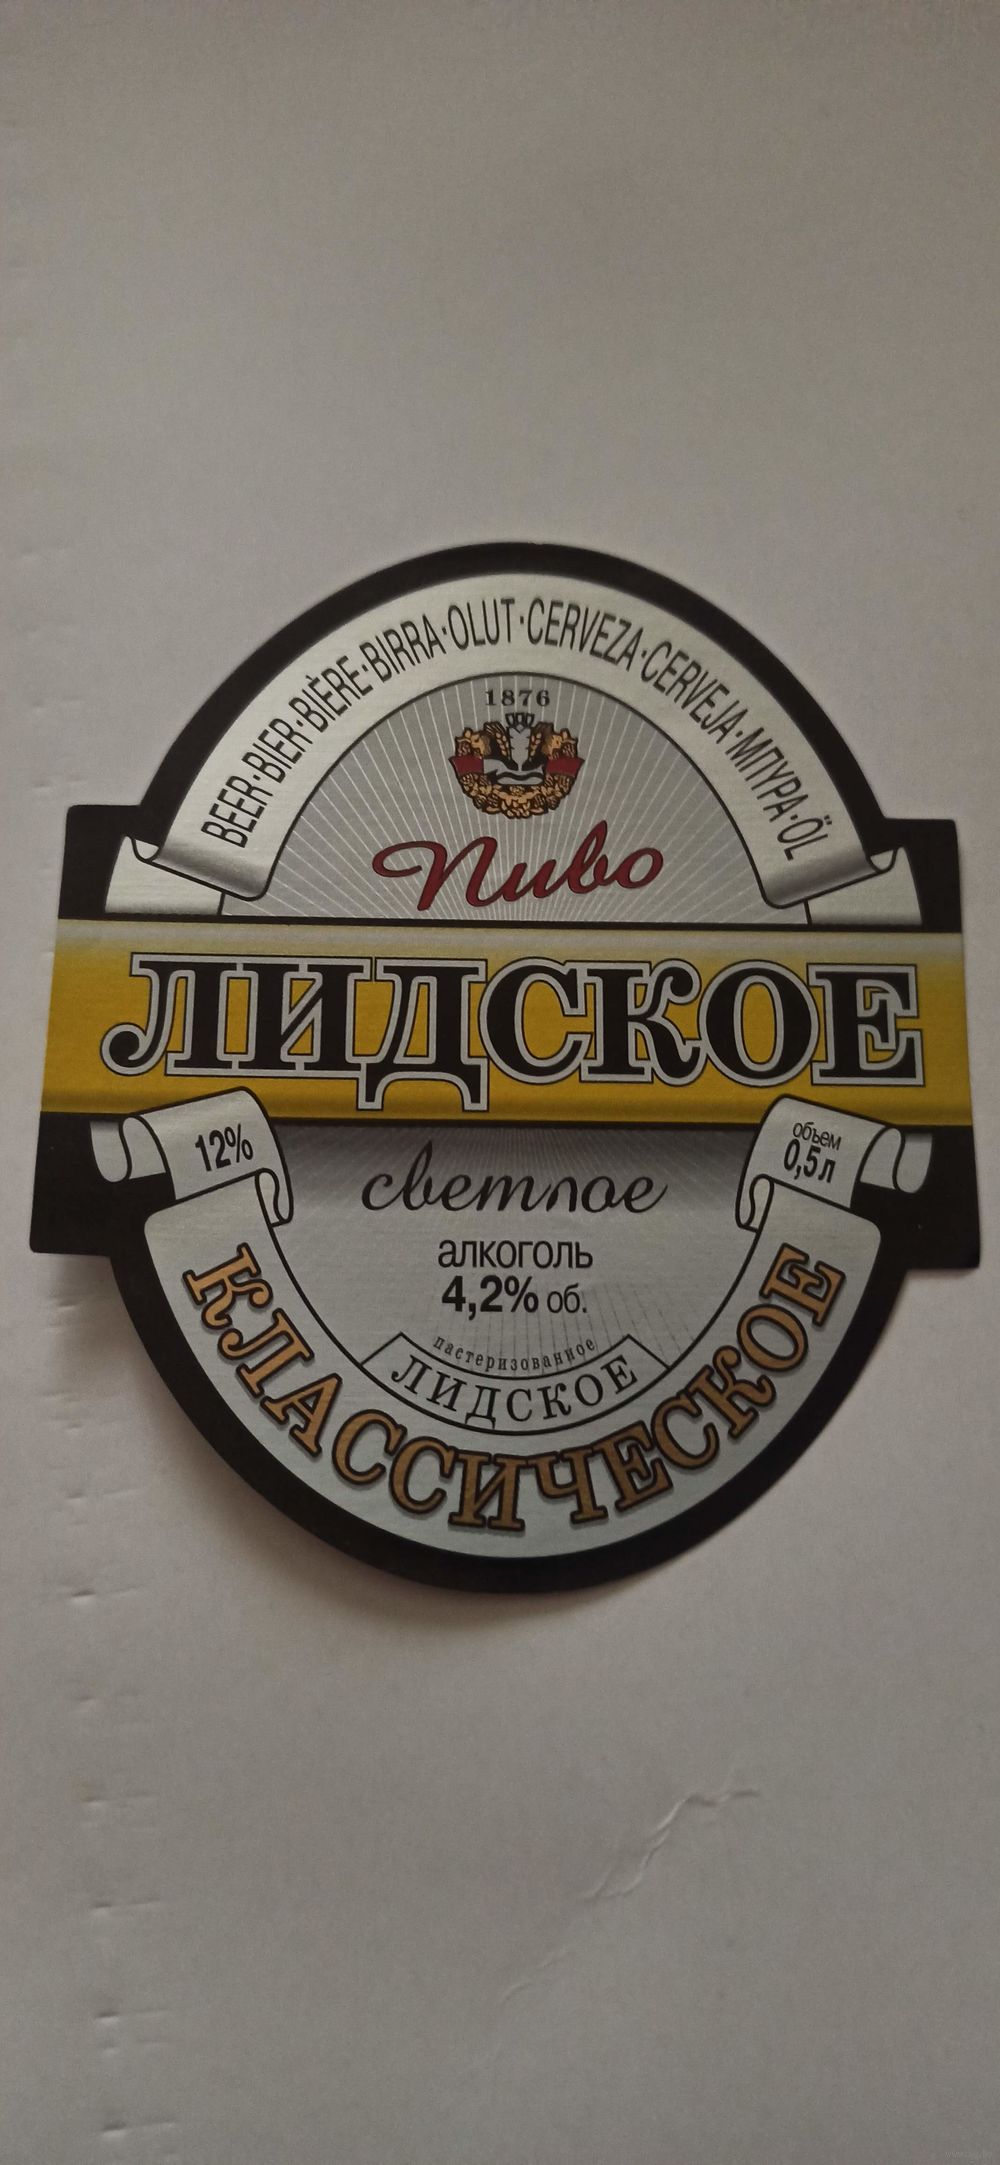 BEER·BIER·BIÈRE·BIRRA·OLUT·CERVEZA·CERVEJA·МПУРА·ÖL
1876
Пиво
ЛИДСКОЕ
12%
объем
0,5 л
светлое
алкоголь
4,2% об.
пастеризованное
ЛИДСКОЕ
КЛАССИЧЕСКОЕ